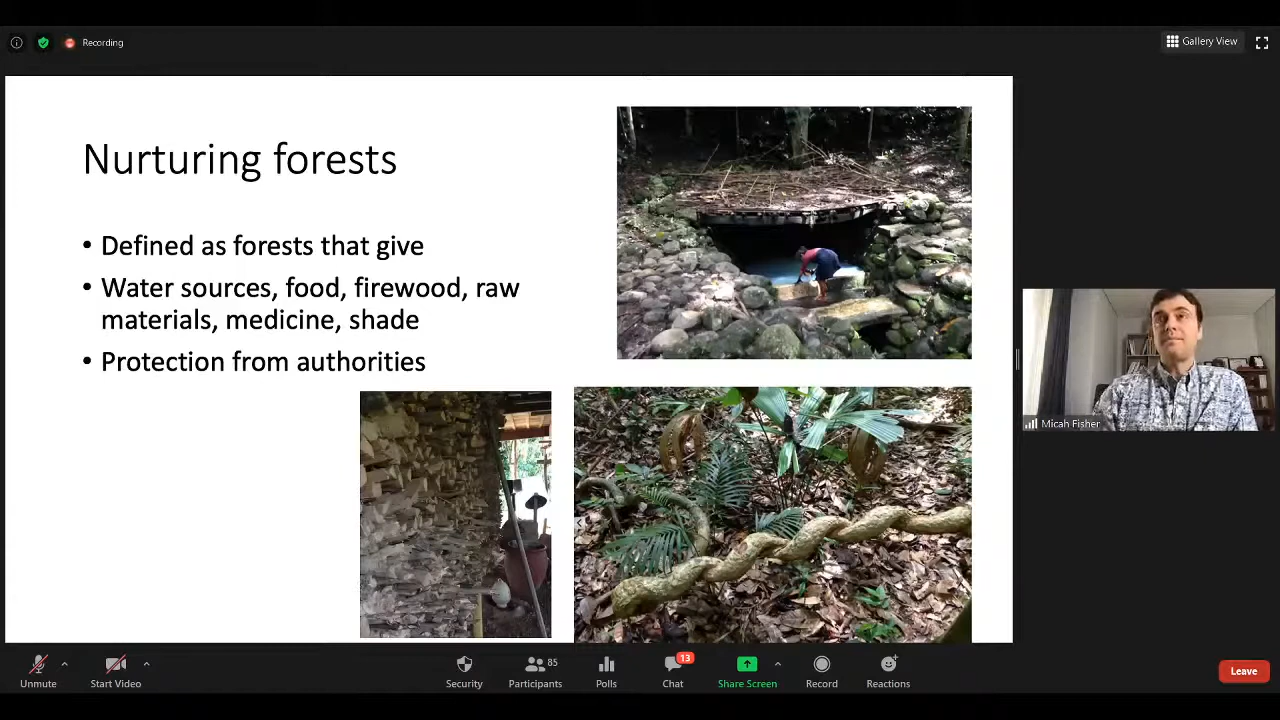 Recording
Gallery View
Nurturing forests
• Defined as forests that give
• Water sources, food, firewood, raw
materials, medicine, shade
• Protection from authorities
Micah Fisher
Unmute
Start Video
Security
85
Participants
Polls
13
Chat
Share Screen
Record
Reactions
Leave